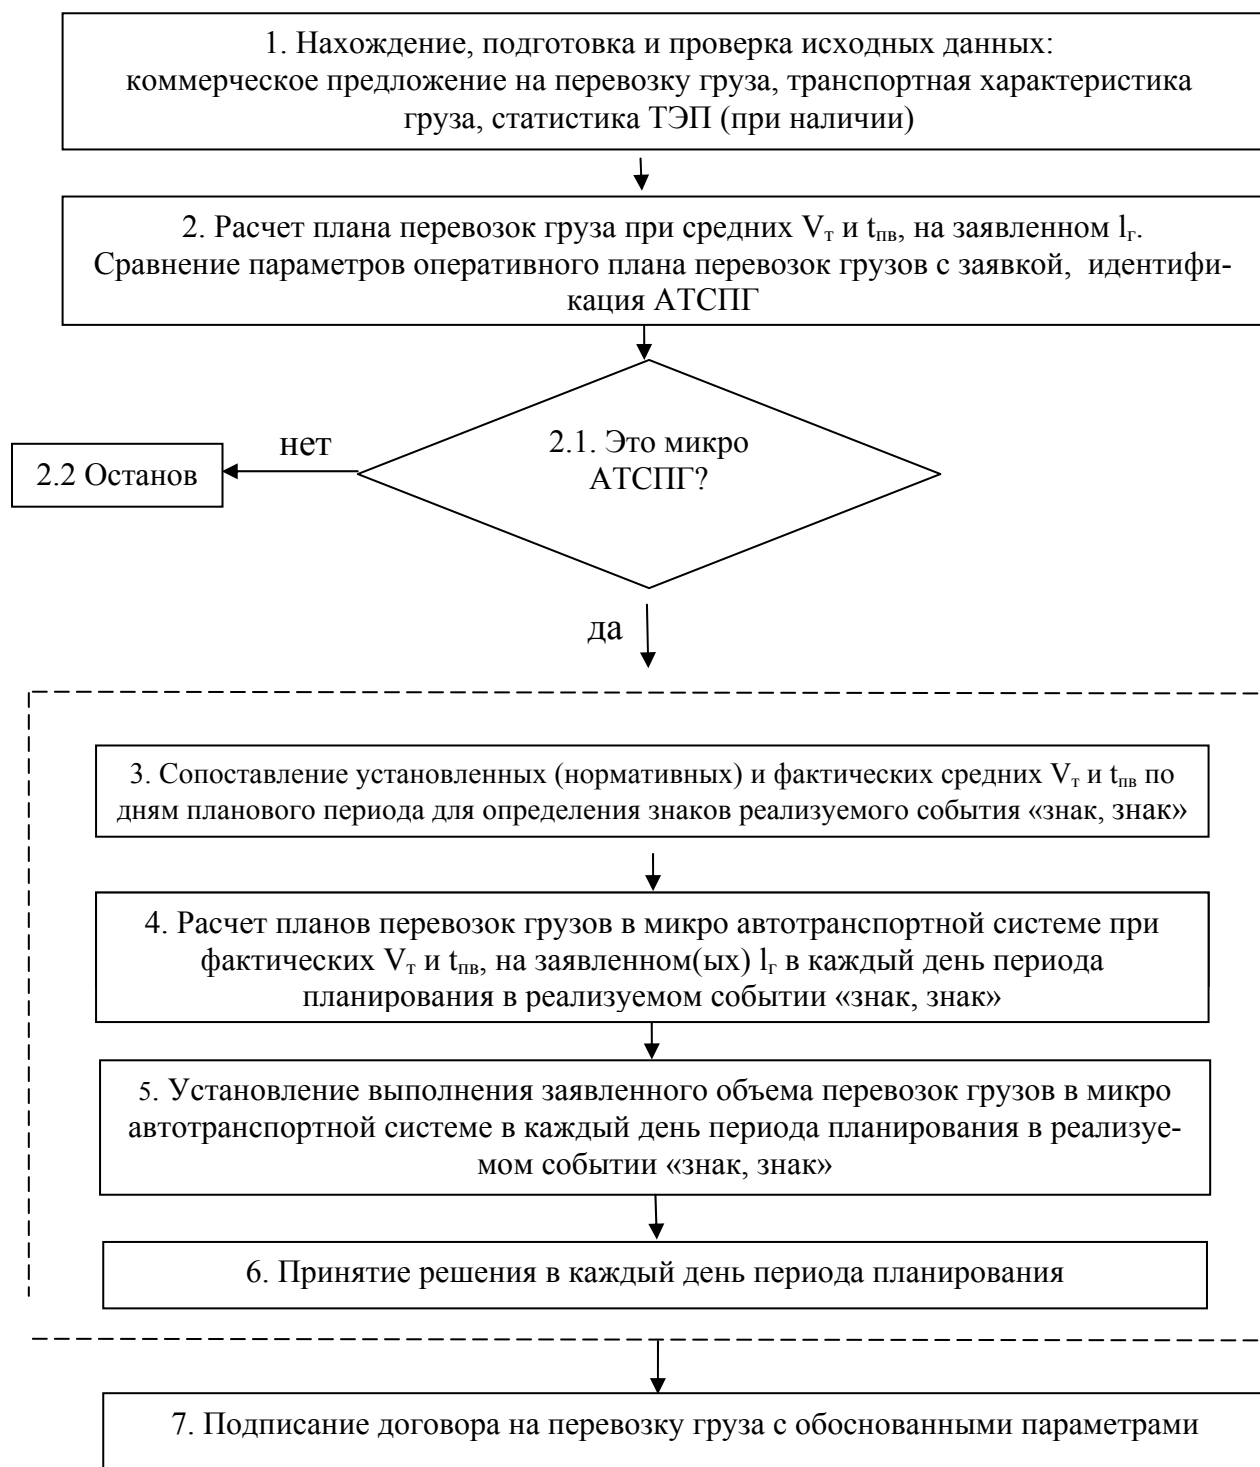 1. Нахождение, подготовка и проверка исходных данных:
коммерческое предложение на перевозку груза, транспортная характеристика
груза, статистика ТЭП (при наличии)
2. Расчет плана перевозок груза при средних Vт и tпв, на заявленном lг.
Сравнение параметров оперативного плана перевозок грузов с заявкой, идентифи-
кация АТСПГ
2.1. Это микро
АТСПГ?
нет
2.2 Останов
да
3. Сопоставление установленных (нормативных) и фактических средних Vт и tпв по
дням планового периода для определения знаков реализуемого события «знак, знак»
4. Расчет планов перевозок грузов в микро автотранспортной системе при
фактических Vт и tпв, на заявленном(ых) lг в каждый день периода
планирования в реализуемом событии «знак, знак»
5. Установление выполнения заявленного объема перевозок грузов в микро
автотранспортной системе в каждый день периода планирования в реализуе-
мом событии «знак, знак»
6. Принятие решения в каждый день периода планирования
7. Подписание договора на перевозку груза с обоснованными параметрами